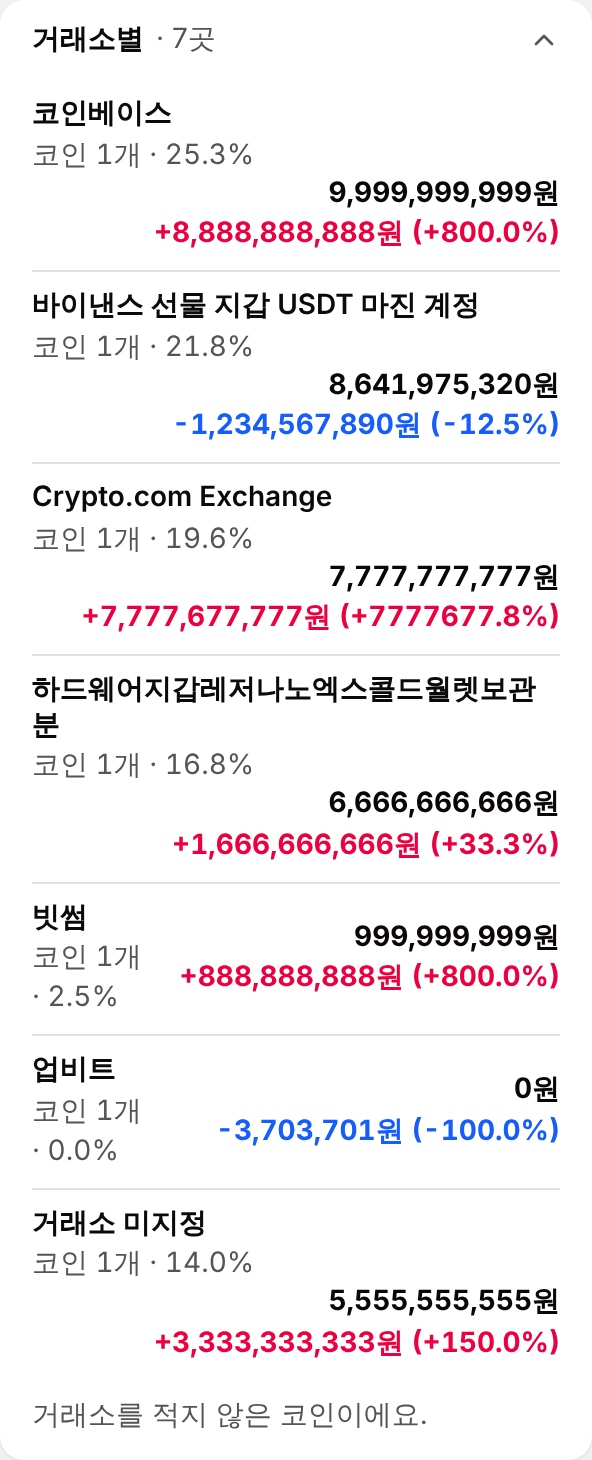 거래소별 · 7곳
코인베이스
코인 1개 · 25.3%
9,999,999,999원
+8,888,888,888원 (+800.0%)
바이낸스 선물 지갑 USDT 마진 계정
코인 1개 · 21.8%
8,641,975,320원
-1,234,567,890원 (-12.5%)
Crypto.com Exchange
코인 1개 · 19.6%
7,777,777,777원
+7,777,677,777원 (+7777677.8%)
하드웨어지갑레저나노엑스콜드월렛보관
분
코인 1개 · 16.8%
6,666,666,666원
+1,666,666,666원 (+33.3%)
빗썸
코인 1개
· 2.5%
999,999,999원
+888,888,888원 (+800.0%)
업비트
코인 1개
· 0.0%
0원
-3,703,701원 (-100.0%)
거래소 미지정
코인 1개 · 14.0%
5,555,555,555원
+3,333,333,333원 (+150.0%)
거래소를 적지 않은 코인이에요.